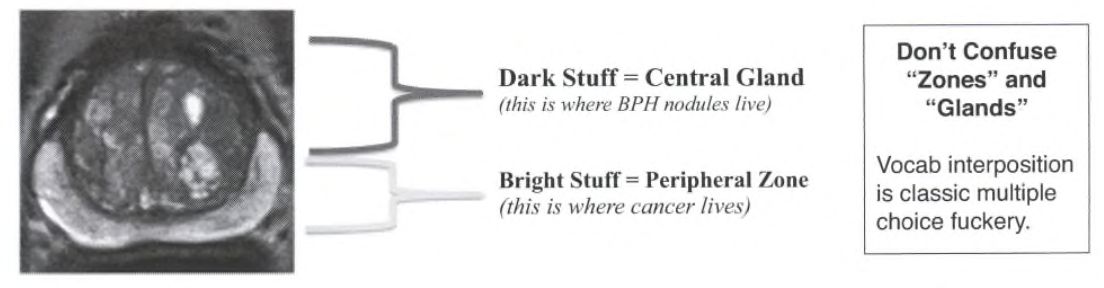 Dark Stuff = Central Gland
(this is where BPH nodules live)
Bright Stuff = Peripheral Zone
(this is where cancer lives)
Don't Confuse
"Zones" and
"Glands"
Vocab interposition
is classic multiple
choice fuckery.